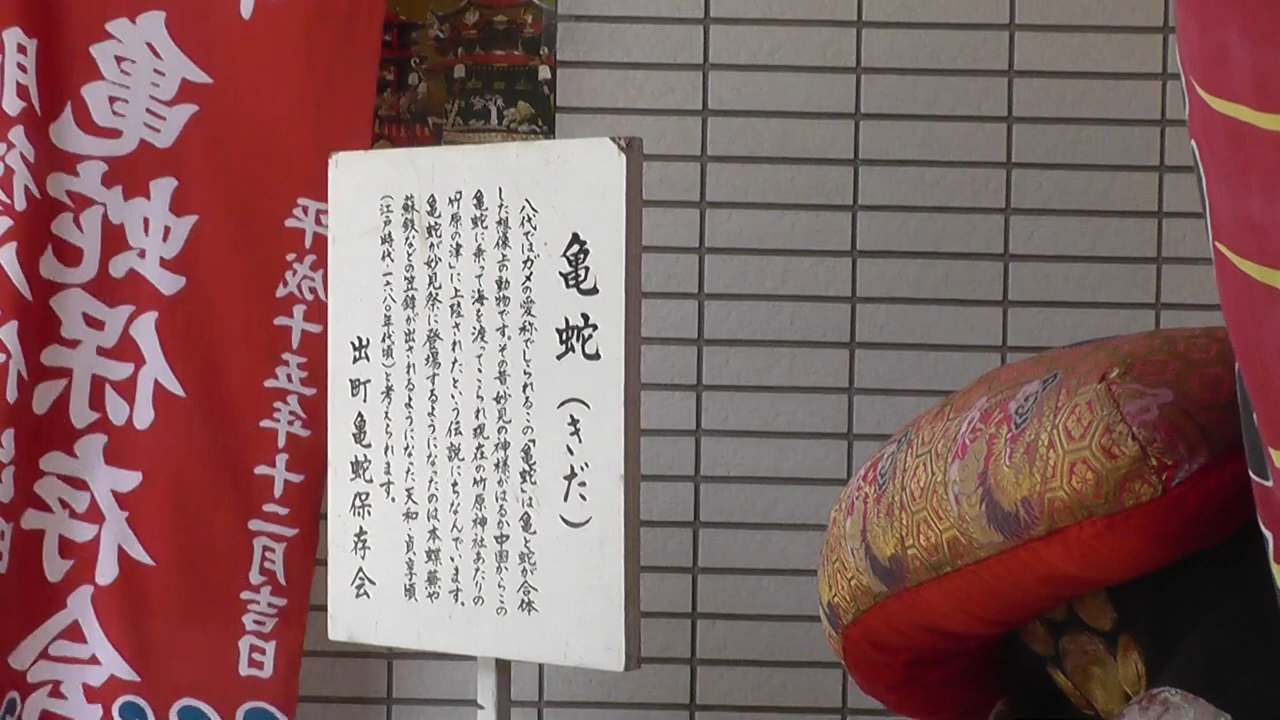 亀蛇（きだ）
八代ではガメの愛称でしられるこの「亀蛇」は亀と蛇が合体
した想像上の動物です。その昔妙見の神様がはるか中国からこの
亀蛇に乗って海を渡ってこられ現在の竹原神社あたりの
「竹原の津」に上陸されたという伝説にちなんでいます。
亀蛇が妙見祭に登場するようになったのは本蝶蕪や
蘇鉄などの笠鉾が出されるようになった天和・貞享頃
（江戸時代一六八〇年代頃）と考えられます。
出町亀蛇保存会
平成十五年十二月吉日
亀蛇保存会